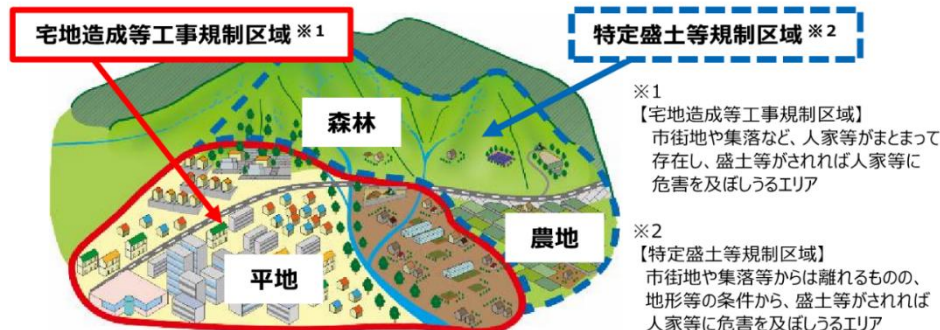 宅地造成等工事規制区域※1
特定盛土等規制区域※2
森林
農地
平地
※1
【宅地造成等工事規制区域】
市街地や集落など、人家等がまとまって
存在し、盛土等がされれば人家等に
危害を及ぼしうるエリア
※2
【特定盛土等規制区域】
市街地や集落等からは離れるものの、
地形等の条件から、盛土等がされれば
人家等に危害を及ぼしうるエリア